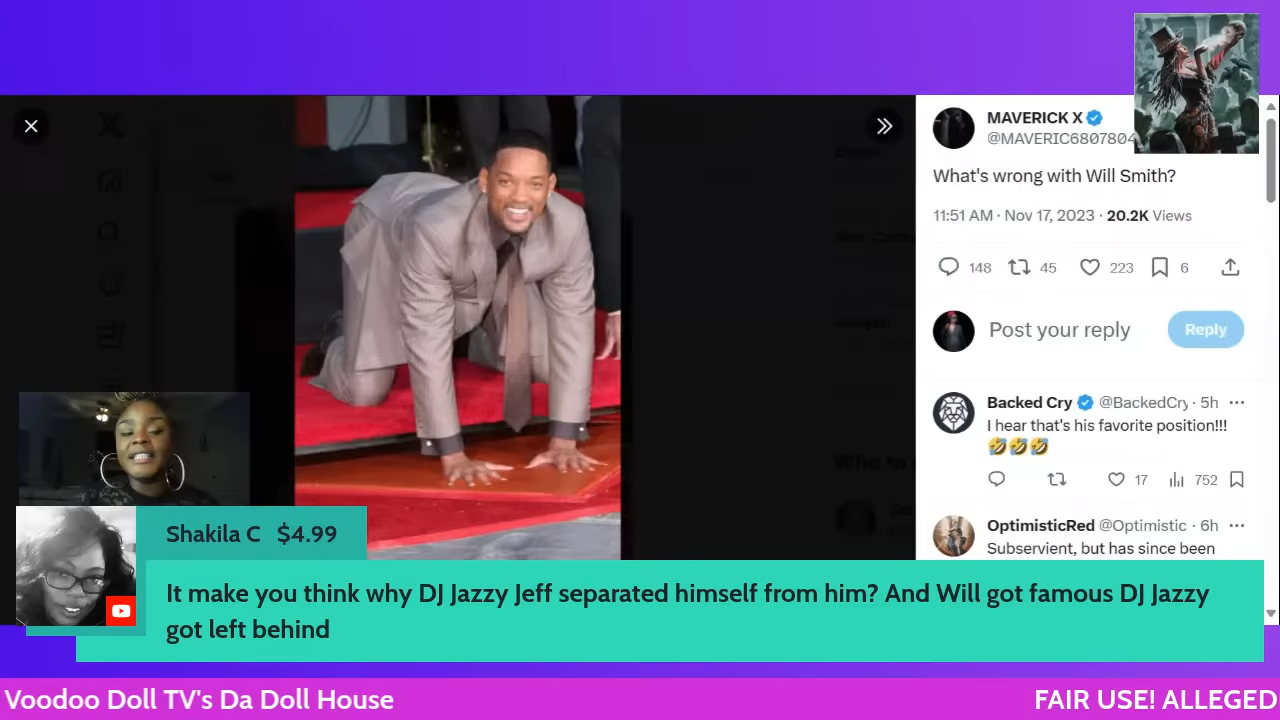 MAVERICK X
@MAVERIC6807804
What's wrong with Will Smith?
11:51 AM · Nov 17, 2023 · 20.2K Views
148 45 223 6
Post your reply
Reply
Backed Cry @BackedCry · 5h
I hear that's his favorite position!!!
🤣🤣🤣
17 752
OptimisticRed @Optimistic · 6h
Subservient, but has since been
Shakila C $4.99
It make you think why DJ Jazzy Jeff separated himself from him? And Will got famous DJ Jazzy
got left behind
Voodoo Doll TV's Da Doll House
FAIR USE! ALLEGED